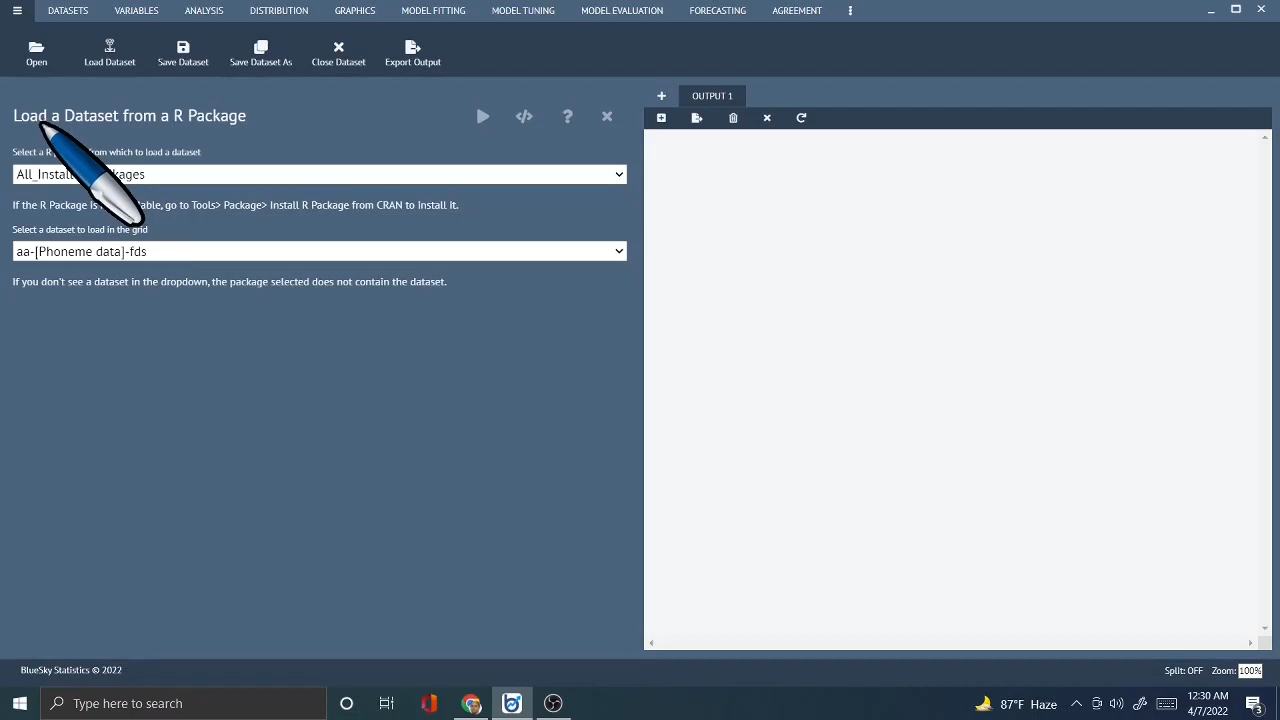 DATASETS VARIABLES ANALYSIS DISTRIBUTION GRAPHICS MODEL FITTING MODEL TUNING MODEL EVALUATION FORECASTING AGREEMENT
Open Load Dataset Save Dataset Save Dataset As Close Dataset Export Output
+ OUTPUT 1
Load a Dataset from a R Package
Select a R from which to load a dataset
All_Install kages
If the R Package is able, go to Tools> Package> Install R Package from CRAN to Install it.
Select a dataset to load in the grid
aa-[Phoneme data]-fds
If you don't see a dataset in the dropdown, the package selected does not contain the dataset.
BlueSky Statistics © 2022
Split: OFF Zoom: 100%
Type here to search
87°F Haze
12:30 AM
4/7/2022
3